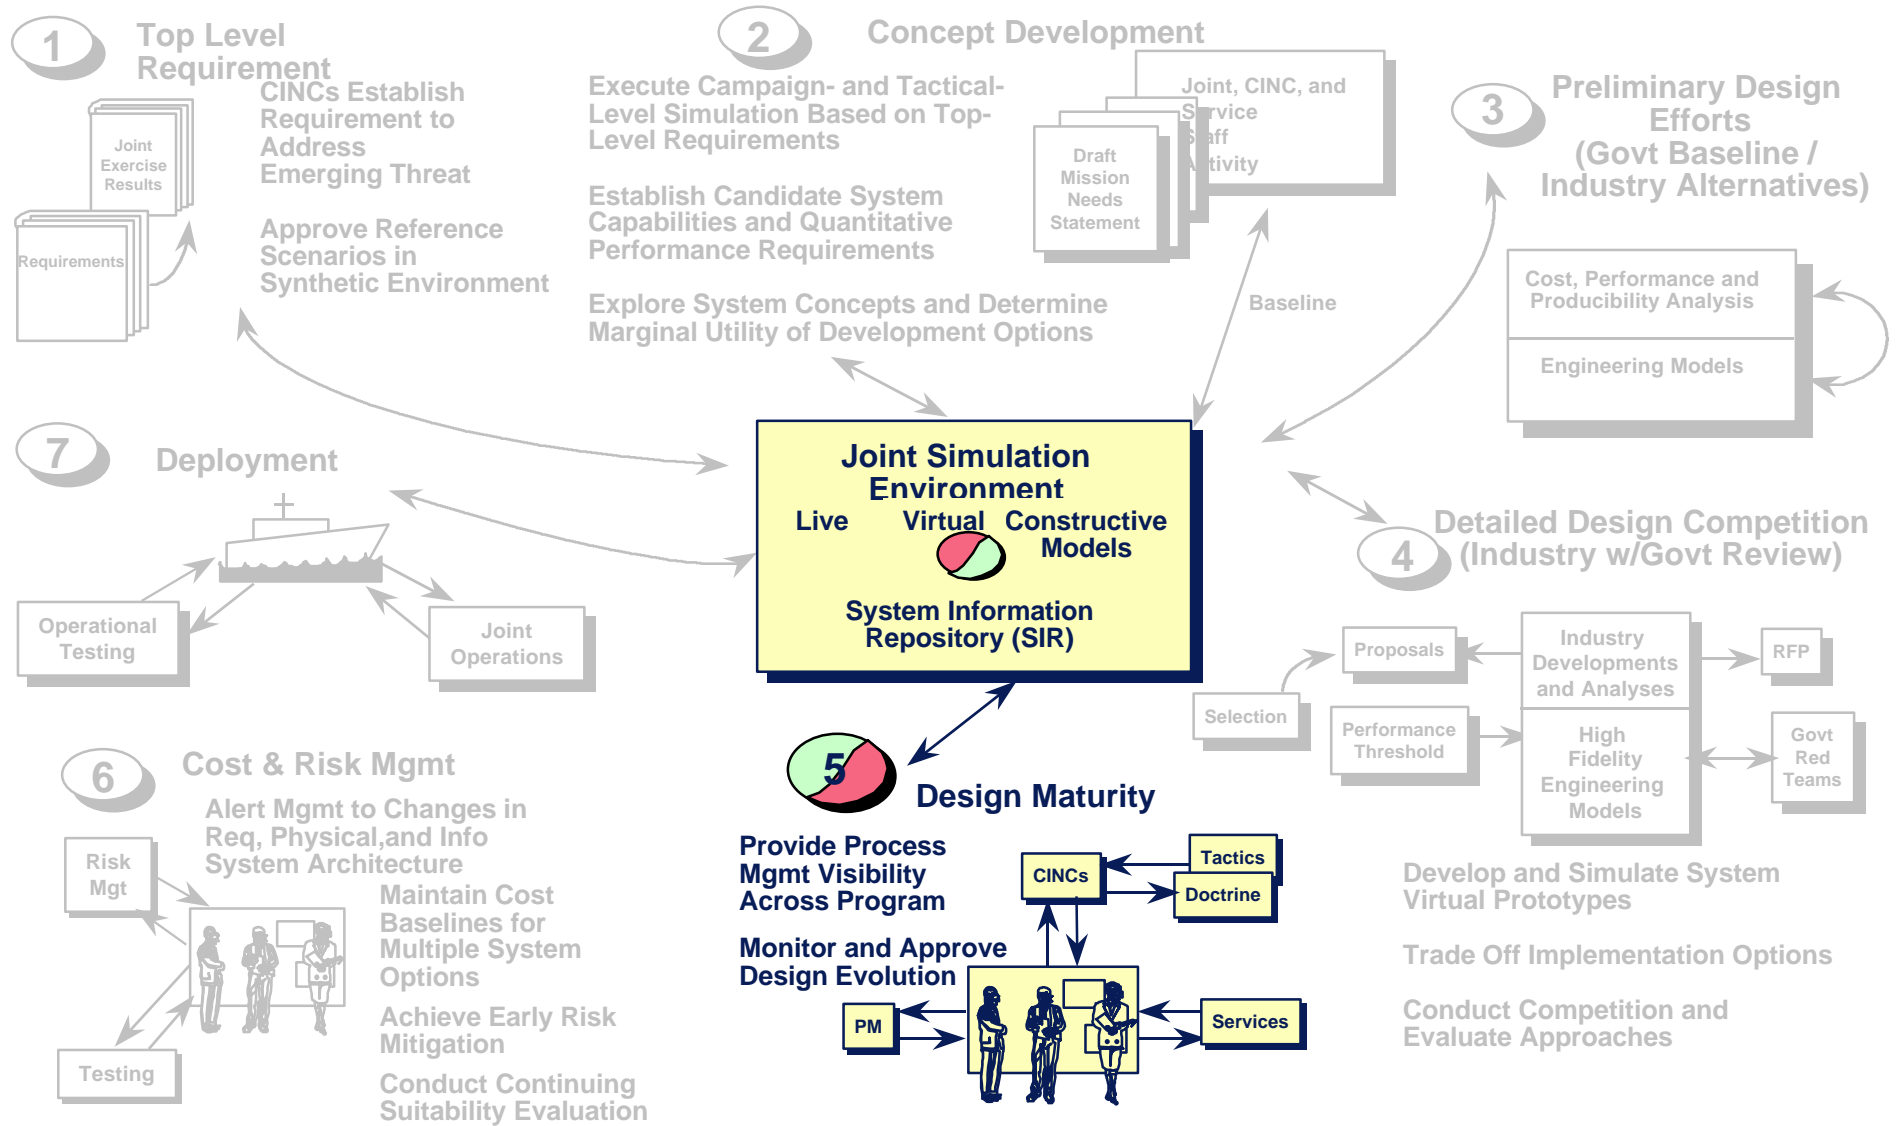 1
Top Level
Requirement
CINCs Establish
Requirement to
Address
Emerging Threat
Approve Reference
Scenarios in
Synthetic Environment
Joint
Exercise
Results
Requirements
2
Concept Development
Execute Campaign- and Tactical-
Level Simulation Based on Top-
Level Requirements
Establish Candidate System
Capabilities and Quantitative
Performance Requirements
Explore System Concepts and Determine
Marginal Utility of Development Options
Joint, CINC, and
Service
Staff
Activity
Draft
Mission
Needs
Statement
Baseline
3
Preliminary Design
Efforts
(Govt Baseline /
Industry Alternatives)
Cost, Performance and
Producibility Analysis
Engineering Models
7
Deployment
Operational
Testing
Joint
Operations
Joint Simulation
Environment
Live Virtual Constructive
Models
System Information
Repository (SIR)
4
Detailed Design Competition
(Industry w/Govt Review)
Proposals
Selection
Performance
Threshold
Industry
Developments
and Analyses
High
Fidelity
Engineering
Models
RFP
Govt
Red
Teams
Develop and Simulate System
Virtual Prototypes
Trade Off Implementation Options
Conduct Competition and
Evaluate Approaches
6
Cost & Risk Mgmt
Alert Mgmt to Changes in
Req, Physical,and Info
System Architecture
Risk
Mgt
Maintain Cost
Baselines for
Multiple System
Options
Achieve Early Risk
Mitigation
Conduct Continuing
Suitability Evaluation
Testing
5
Design Maturity
Provide Process
Mgmt Visibility
Across Program
Monitor and Approve
Design Evolution
CINCs
Tactics
Doctrine
PM
Services